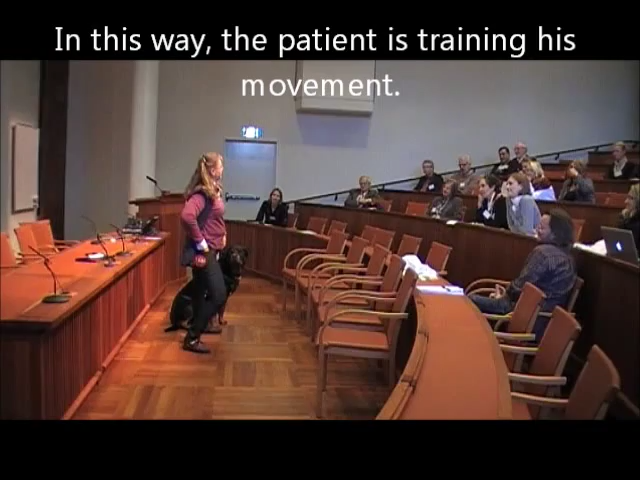 In this way, the patient is training his
movement.